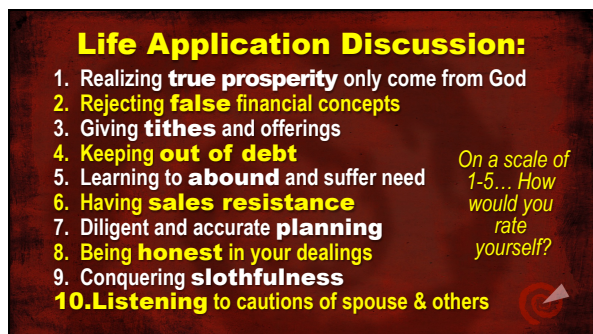 Life Application Discussion:
1. Realizing true prosperity only come from God
2. Rejecting false financial concepts
3. Giving tithes and offerings
4. Keeping out of debt
5. Learning to abound and suffer need
6. Having sales resistance
7. Diligent and accurate planning
8. Being honest in your dealings
9. Conquering slothfulness
10.Listening to cautions of spouse & others
On a scale of
1-5... How
would you
rate
yourself?